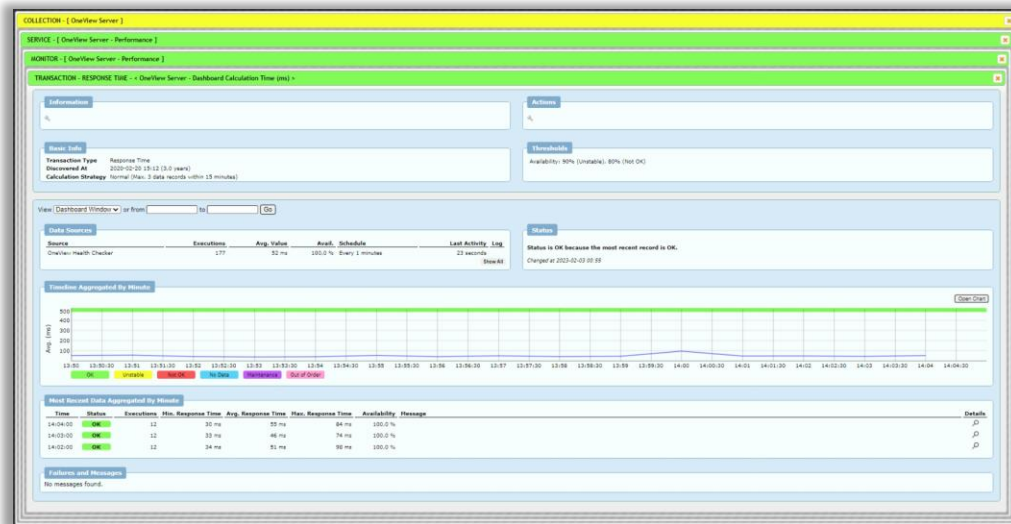 COLLECTION - [ OneView Server ]
SERVICE - [ OneView Server - Performance ]
MONITOR - [ OneView Server - Performance ]
TRANSACTION - RESPONSE TIME - < OneView Server - Dashboard Calculation Time (ms) >
Information
Actions
Basic Info
Transaction Type Response Time
Discovered At 2020-02-20 15:12 (3.0 years)
Calculation Strategy Normal (Max. 3 data records within 15 minutes)
Thresholds
Availability: 90% (Unstable), 80% (Not OK)
View Dashboard Window or from to Go
Data Sources
Source Executions Avg. Value Avail. Schedule Last Activity Log
OneView Health Checker 177 52 ms 100.0 % Every 1 minutes 23 seconds
Show All
Status
Status is OK because the most recent record is OK.
Changed at 2023-02-03 00:55
Timeline Aggregated By Minute
Open Chart
Avg. (ms)
500
400
300
200
100
13:50 13:50:30 13:51 13:51:30 13:52 13:52:30 13:53 13:53:30 13:54 13:54:30 13:55 13:55:30 13:56 13:56:30 13:57 13:57:30 13:58 13:58:30 13:59 13:59:30 14:00 14:00:30 14:01 14:01:30 14:02 14:02:30 14:03 14:03:30 14:04 14:04:30
OK Unstable Not OK No Data Maintenance Out of Order
Most Recent Data Aggregated By Minute
Time Status Executions Min. Response Time Avg. Response Time Max. Response Time Availability Message Details
14:04:00 OK 12 30 ms 55 ms 84 ms 100.0 %
14:03:00 OK 12 33 ms 46 ms 74 ms 100.0 %
14:02:00 OK 12 34 ms 51 ms 98 ms 100.0 %
Failures and Messages
No messages found.